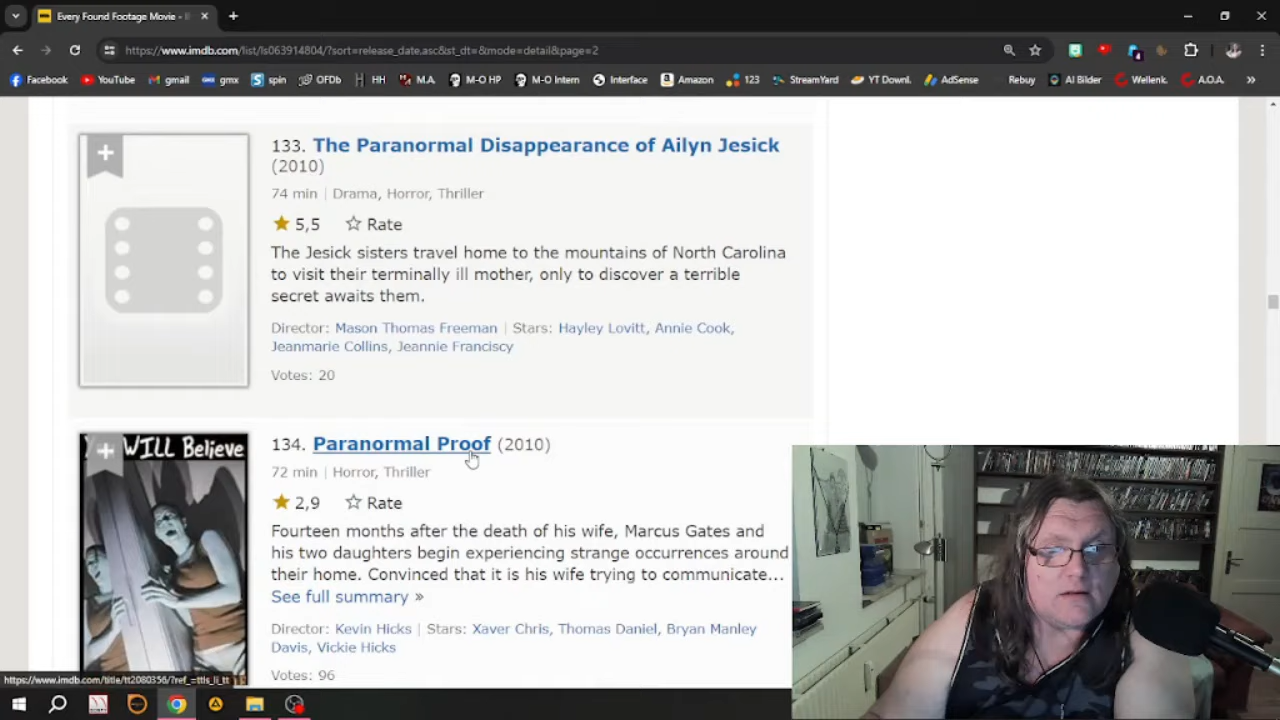 Every Found Footage Movie - I
https://www.imdb.com/list/ls063914804/?sort=release_date,asc&st_dt=&mode=detail&page=2
Facebook YouTube gmail gmx spin OFDb HH M.A M-O HP M-O Intern Interface Amazon 123 StreamYard YT Downl. AdSense Rebuy AI Bilder Wellenk. A.O.A. »
133. The Paranormal Disappearance of Ailyn Jesick
(2010)
74 min | Drama, Horror, Thriller
5,5 Rate
The Jesick sisters travel home to the mountains of North Carolina
to visit their terminally ill mother, only to discover a terrible
secret awaits them.
Director: Mason Thomas Freeman | Stars: Hayley Lovitt, Annie Cook,
Jeanmarie Collins, Jeannie Franciscy
Votes: 20
WILL Believe
134. Paranormal Proof (2010)
72 min | Horror, Thriller
2,9 Rate
Fourteen months after the death of his wife, Marcus Gates and
his two daughters begin experiencing strange occurrences around
their home. Convinced that it is his wife trying to communicate...
See full summary »
Director: Kevin Hicks | Stars: Xaver Chris, Thomas Daniel, Bryan Manley
Davis, Vickie Hicks
Votes: 96
https://www.imdb.com/title/tt2080356/?ref_=ttls_li_tt